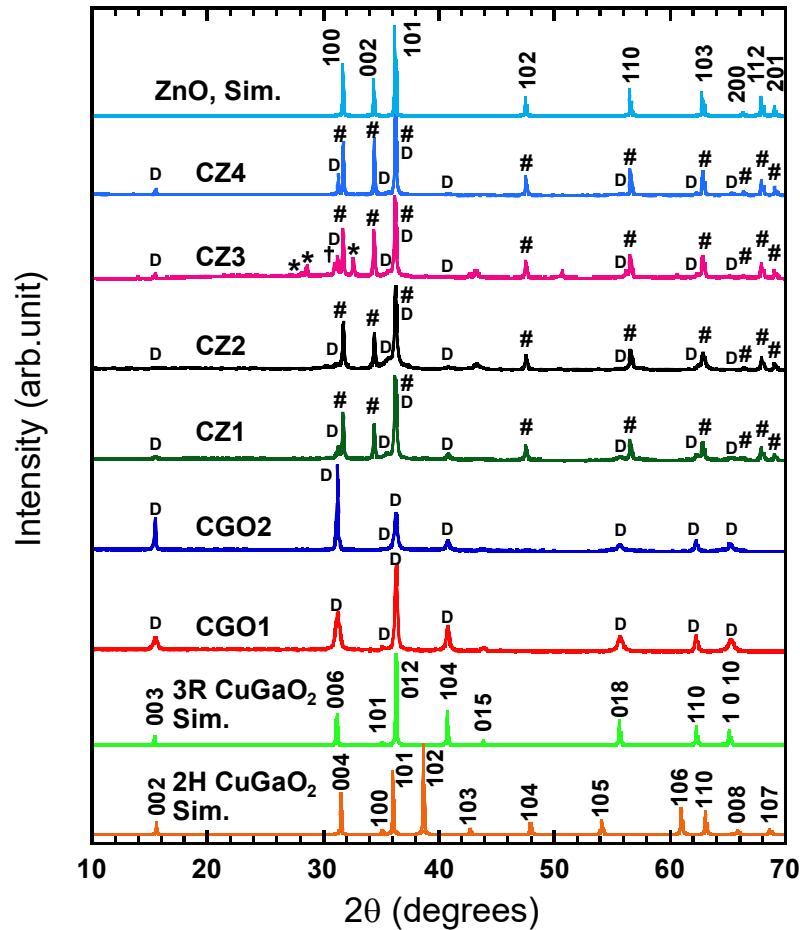 100 002 101 102 110 103 200 112 201
ZnO, Sim.
# # # # # # # # #
D D D D D D D D
CZ4
# # # # # # # # #
D D D D D D D D
* * † *
CZ3
# # # # # # # # #
D D D D D D D D
CZ2
# # # # # # # # #
D D D D D D D D
CZ1
D D D D D D D D
CGO2
D D D D D D D D
CGO1
003 006 101 012 104 015 018 110 1 0 10
3R CuGaO₂
Sim.
002 004 100 101 102 103 104 105 106 110 008 107
2H CuGaO₂
Sim.
10 20 30 40 50 60 70
2θ (degrees)
Intensity (arb.unit)